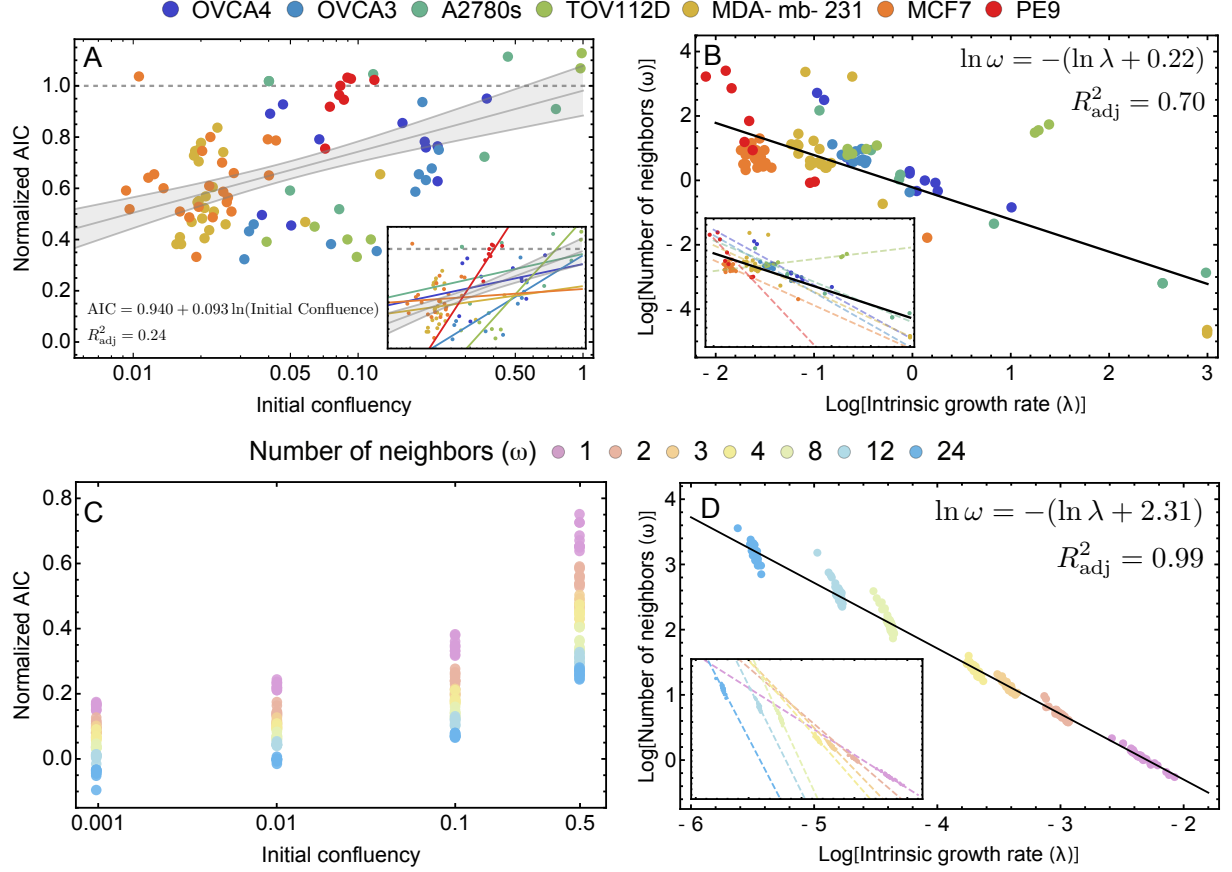 OVCA4 OVCA3 A2780s TOV112D MDA- mb- 231 MCF7 PE9
A
1.0
0.8
0.6
0.4
0.2
0.0
Normalized AIC
AIC = 0.940 + 0.093 ln(Initial Confluence)
R²adj = 0.24
0.01 0.05 0.10 0.50 1
Initial confluency
B
ln ω = −(ln λ + 0.22)
R²adj = 0.70
4
2
0
- 2
- 4
Log[Number of neighbors (ω)]
- 2 - 1 0 1 2 3
Log[Intrinsic growth rate (λ)]
Number of neighbors (ω) 1 2 3 4 8 12 24
C
0.8
0.6
0.4
0.2
0.0
Normalized AIC
0.001 0.01 0.1 0.5
Initial confluency
D
ln ω = −(ln λ + 2.31)
R²adj = 0.99
4
3
2
1
0
Log[Number of neighbors (ω)]
- 6 - 5 - 4 - 3 - 2
Log[Intrinsic growth rate (λ)]